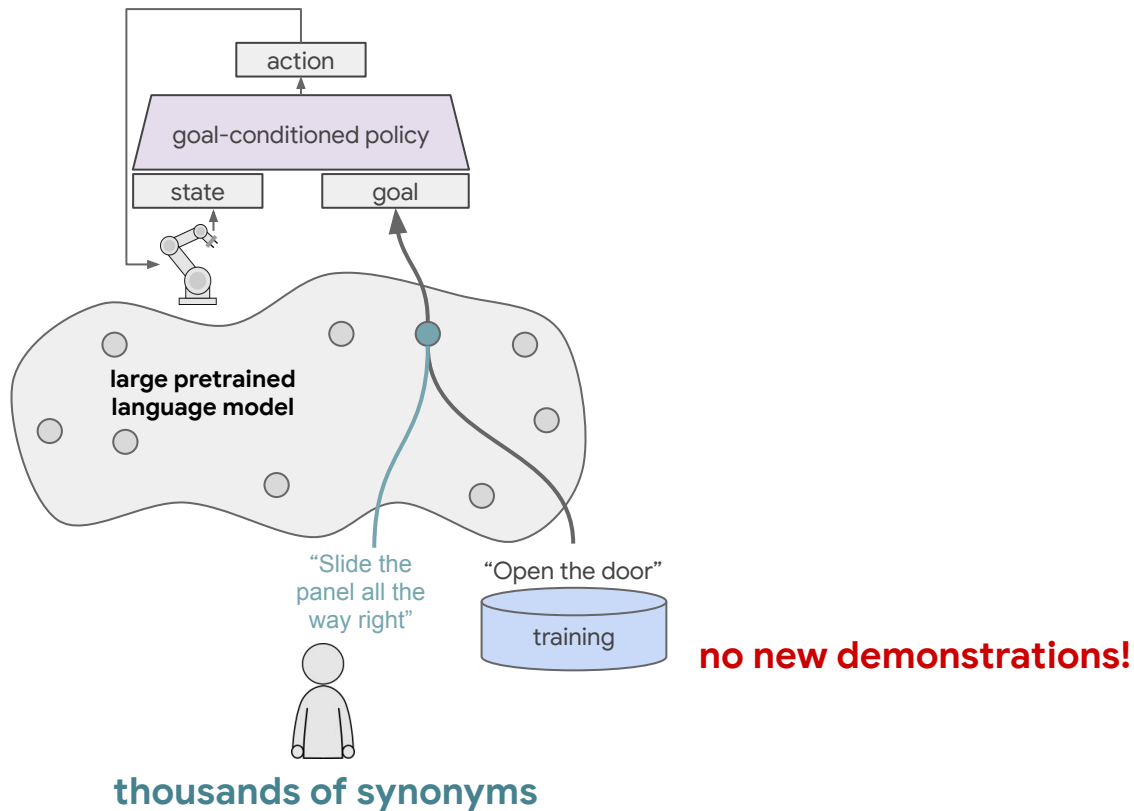 action
goal-conditioned policy
state
goal
large pretrained
language model
“Slide the
panel all the
way right”
“Open the door”
training
no new demonstrations!
thousands of synonyms